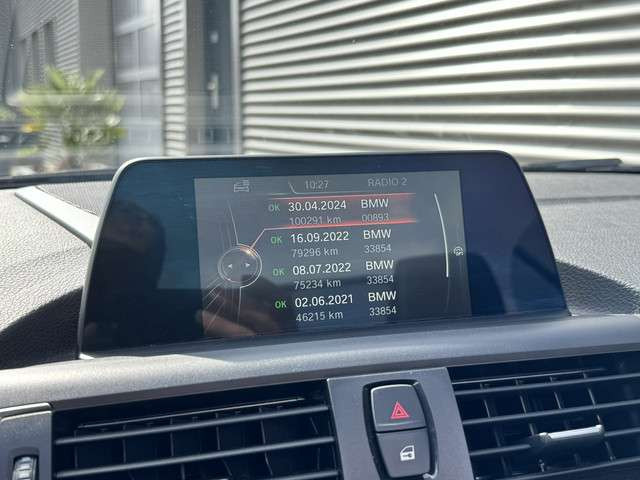 10:27 RADIO 2
OK 30.04.2024 BMW
100291 km 00893
OK 16.09.2022 BMW
79296 km 33854
OK 08.07.2022 BMW
75234 km 33854
OK 02.06.2021 BMW
46215 km 33854